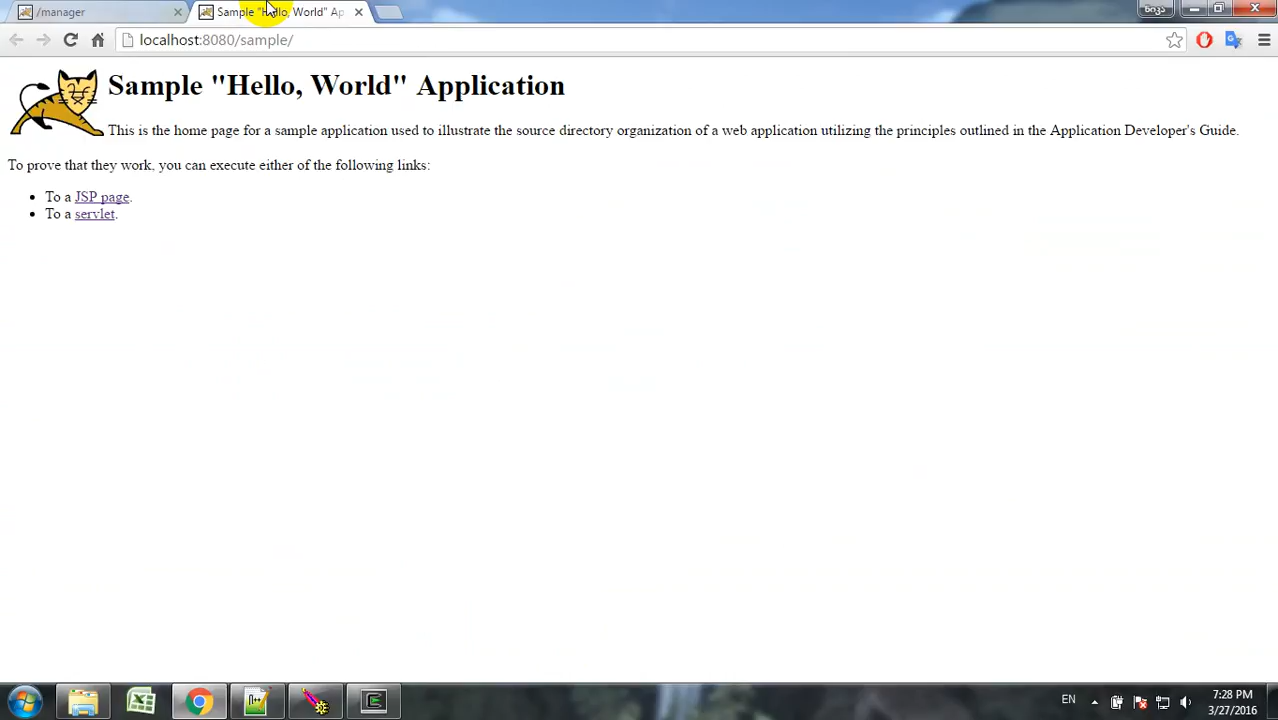 /manager
Sample "Hello, World" Ap
ნიკა
localhost:8080/sample/
Sample "Hello, World" Application
This is the home page for a sample application used to illustrate the source directory organization of a web application utilizing the principles outlined in the Application Developer's Guide.
To prove that they work, you can execute either of the following links:
• To a JSP page.
• To a servlet.
EN
7:28 PM
3/27/2016